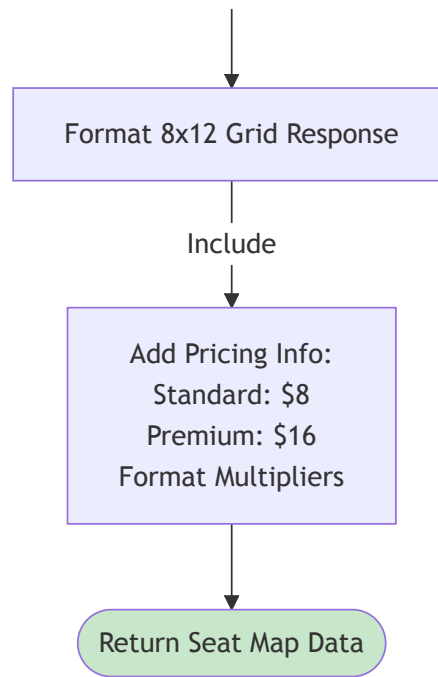 Format 8x12 Grid Response
Include
Add Pricing Info:
Standard: $8
Premium: $16
Format Multipliers
Return Seat Map Data